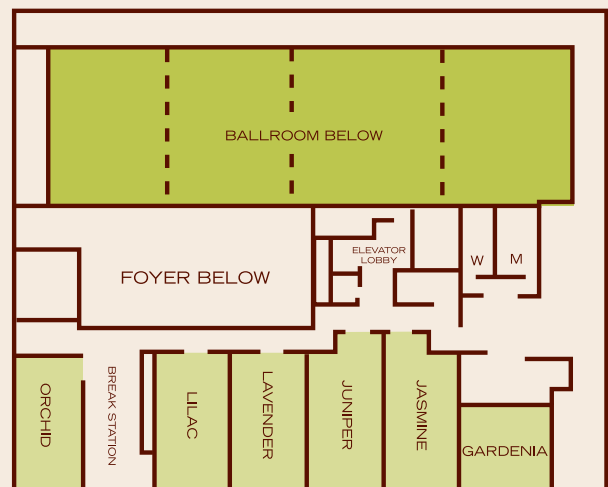 BALLROOM BELOW
ELEVATOR
LOBBY
W
M
FOYER BELOW
ORCHID
BREAK STATION
LILAC
LAVENDER
JUNIPER
JASMINE
GARDENIA